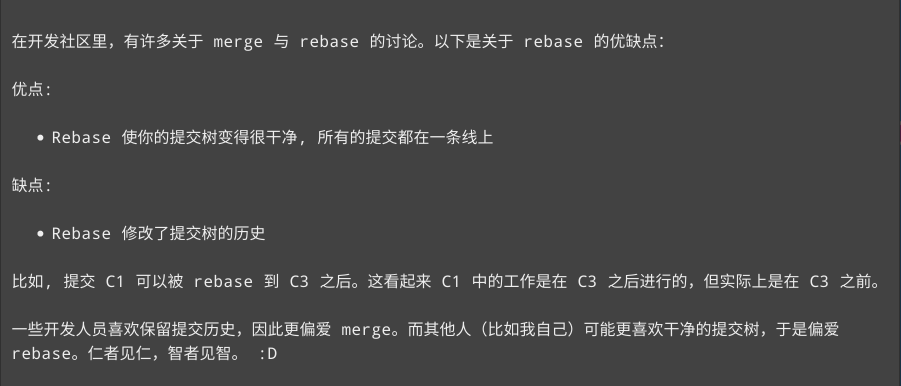 在开发社区里，有许多关于 merge 与 rebase 的讨论。以下是关于 rebase 的优缺点：
优点:
• Rebase 使你的提交树变得很干净, 所有的提交都在一条线上
缺点:
• Rebase 修改了提交树的历史
比如, 提交 C1 可以被 rebase 到 C3 之后。这看起来 C1 中的工作是在 C3 之后进行的，但实际上是在 C3 之前。
一些开发人员喜欢保留提交历史，因此更偏爱 merge。而其他人（比如我自己）可能更喜欢干净的提交树，于是偏爱
rebase。仁者见仁，智者见智。 :D